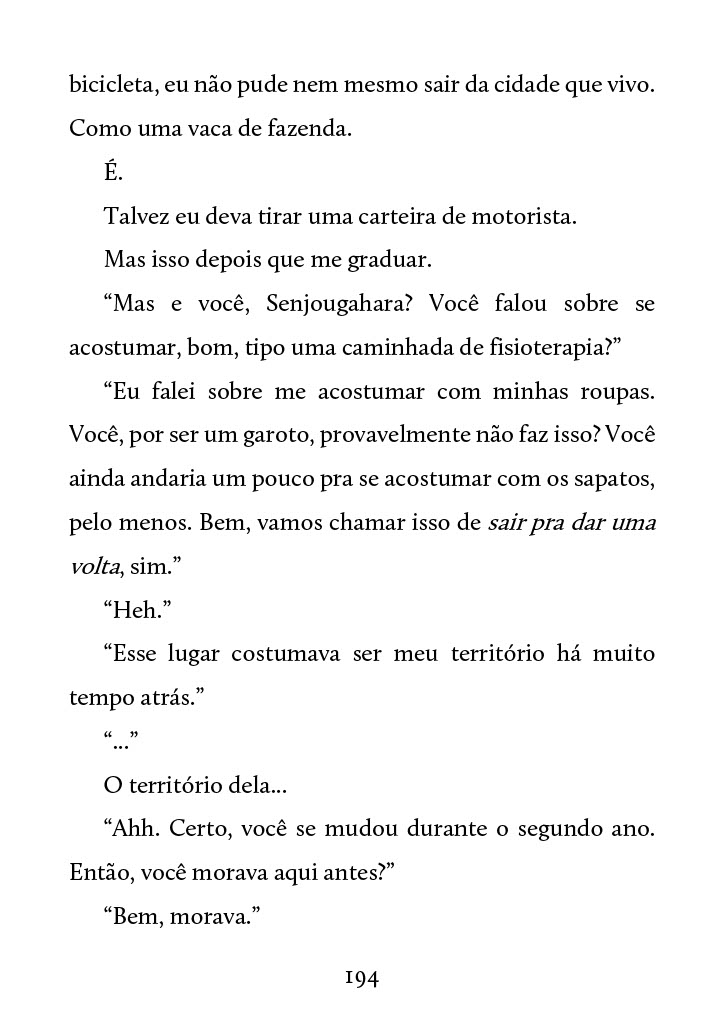 bicicleta, eu não pude nem mesmo sair da cidade que vivo.
Como uma vaca de fazenda.
É.
Talvez eu deva tirar uma carteira de motorista.
Mas isso depois que me graduar.
“Mas e você, Senjougahara? Você falou sobre se
acostumar, bom, tipo uma caminhada de fisioterapia?”
“Eu falei sobre me acostumar com minhas roupas.
Você, por ser um garoto, provavelmente não faz isso? Você
ainda andaria um pouco pra se acostumar com os sapatos,
pelo menos. Bem, vamos chamar isso de sair pra dar uma
volta, sim.”
“Heh.”
“Esse lugar costumava ser meu território há muito
tempo atrás.”
“...”
O território dela...
“Ahh. Certo, você se mudou durante o segundo ano.
Então, você morava aqui antes?”
“Bem, morava.”
194